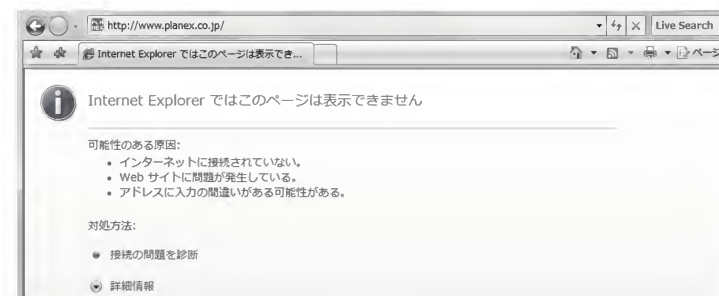 http://www.planex.co.jp/
Live Search
Internet Explorer ではこのページは表示でき...
ページ
Internet Explorer ではこのページは表示できません
可能性のある原因:
• インターネットに接続されていない。
• Web サイトに問題が発生している。
• アドレスに入力の間違いがある可能性がある。
対処方法:
接続の問題を診断
詳細情報